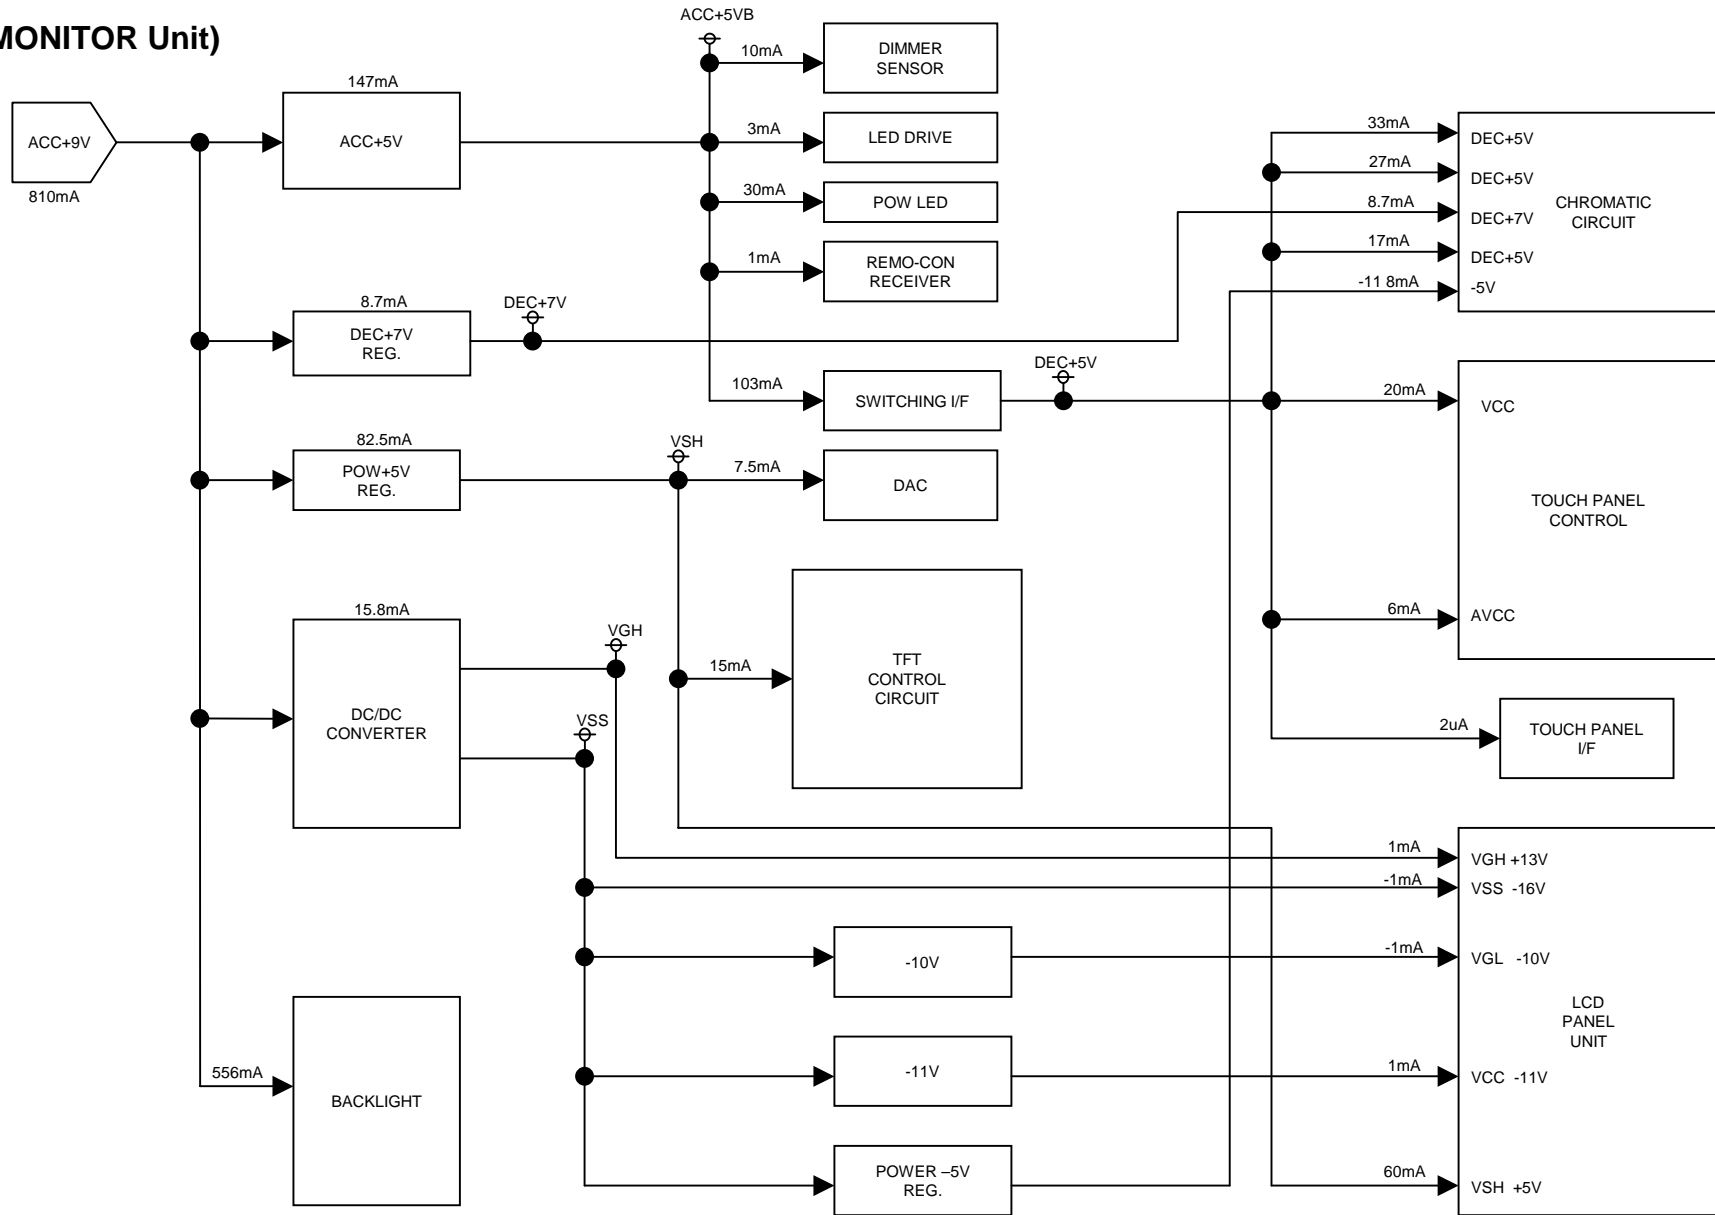 MONITOR Unit)
ACC+9V
810mA
147mA
ACC+5V
ACC+5VB
10mA
DIMMER
SENSOR
3mA
LED DRIVE
30mA
POW LED
1mA
REMO-CON
RECEIVER
103mA
SWITCHING I/F
DEC+5V
8.7mA
DEC+7V
REG.
DEC+7V
82.5mA
POW+5V
REG.
VSH
7.5mA
DAC
15mA
TFT
CONTROL
CIRCUIT
15.8mA
DC/DC
CONVERTER
VGH
VSS
556mA
BACKLIGHT
-10V
-11V
POWER –5V
REG.
33mA
DEC+5V
27mA
DEC+5V
8.7mA
DEC+7V
17mA
DEC+5V
-11 8mA
-5V
CHROMATIC
CIRCUIT
20mA
VCC
TOUCH PANEL
CONTROL
6mA
AVCC
2uA
TOUCH PANEL
I/F
1mA
VGH +13V
-1mA
VSS -16V
-1mA
VGL -10V
LCD
PANEL
UNIT
1mA
VCC -11V
60mA
VSH +5V